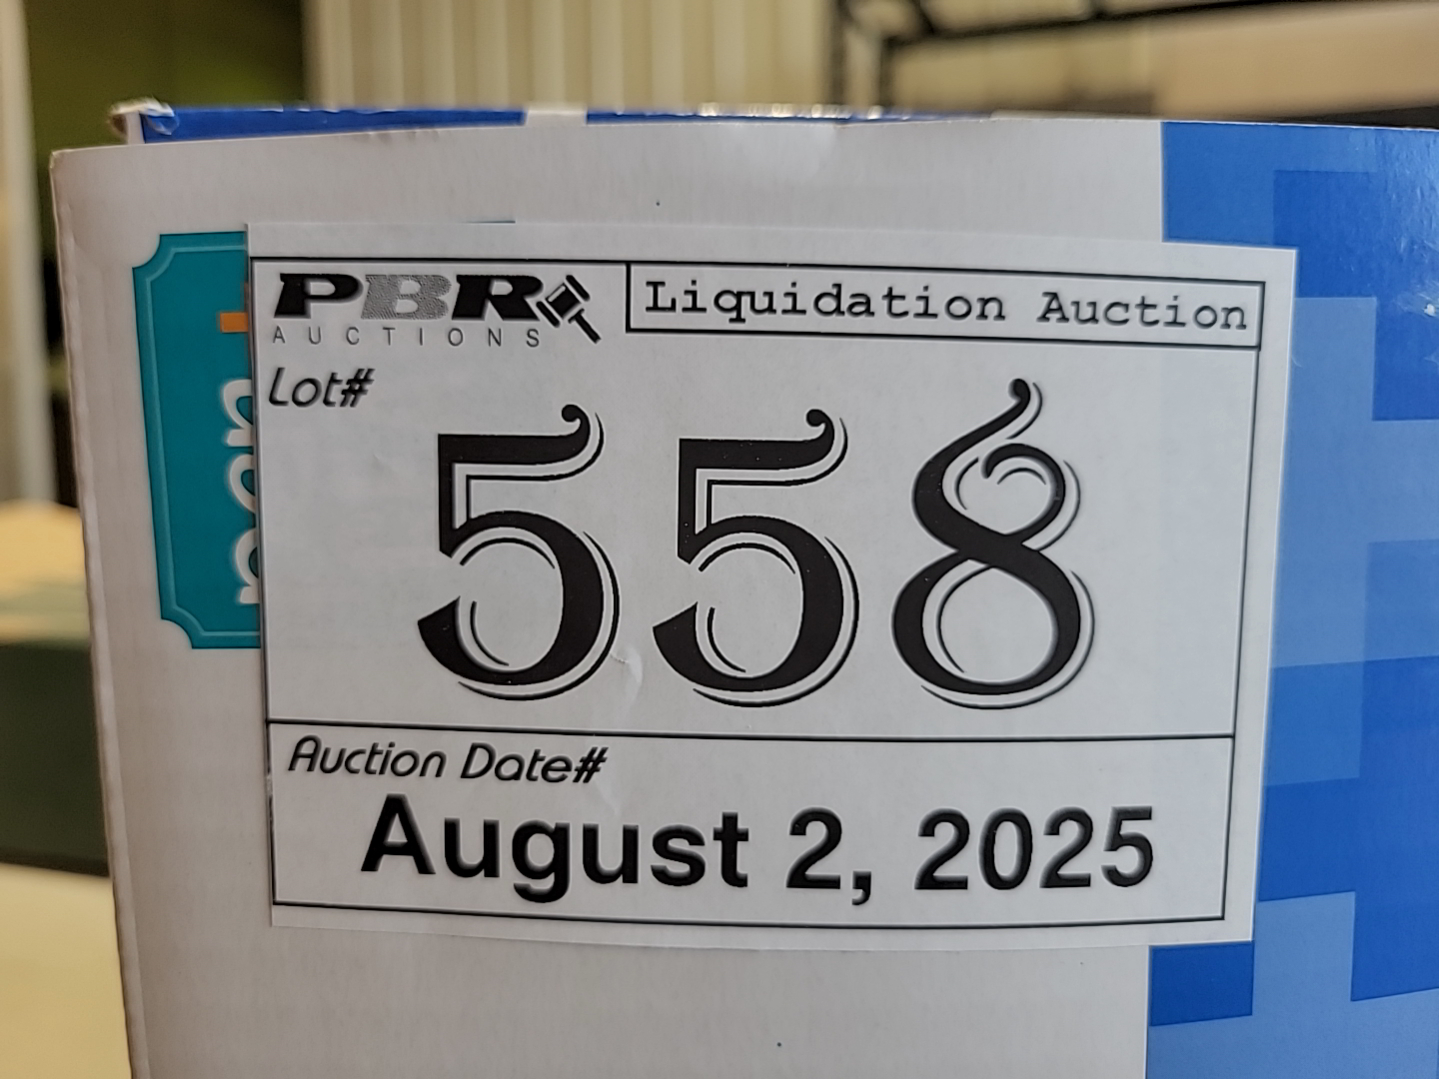 PBR
AUCTIONS
Liquidation Auction
Lot#
558
Auction Date#
August 2, 2025